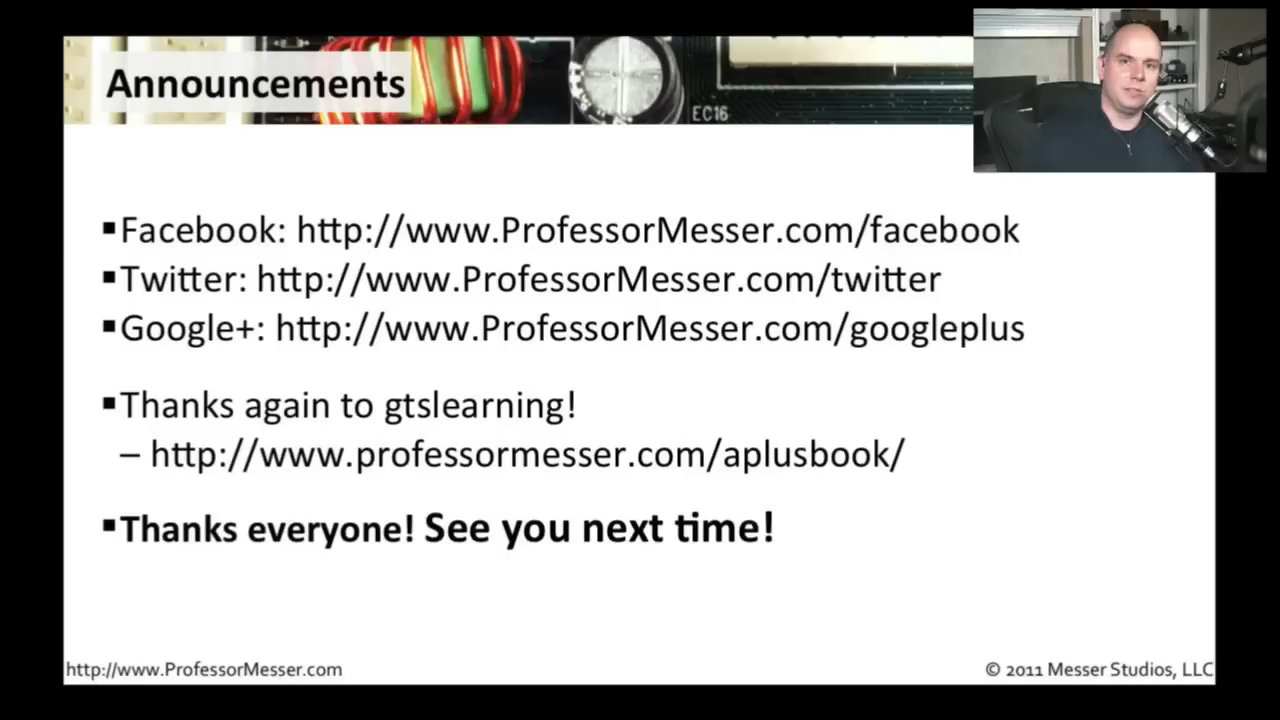 Announcements
EC16
▪Facebook: http://www.ProfessorMesser.com/facebook
▪Twitter: http://www.ProfessorMesser.com/twitter
▪Google+: http://www.ProfessorMesser.com/googleplus
▪Thanks again to gtslearning!
– http://www.professormesser.com/aplusbook/
▪Thanks everyone! See you next time!
http://www.ProfessorMesser.com
© 2011 Messer Studios, LLC